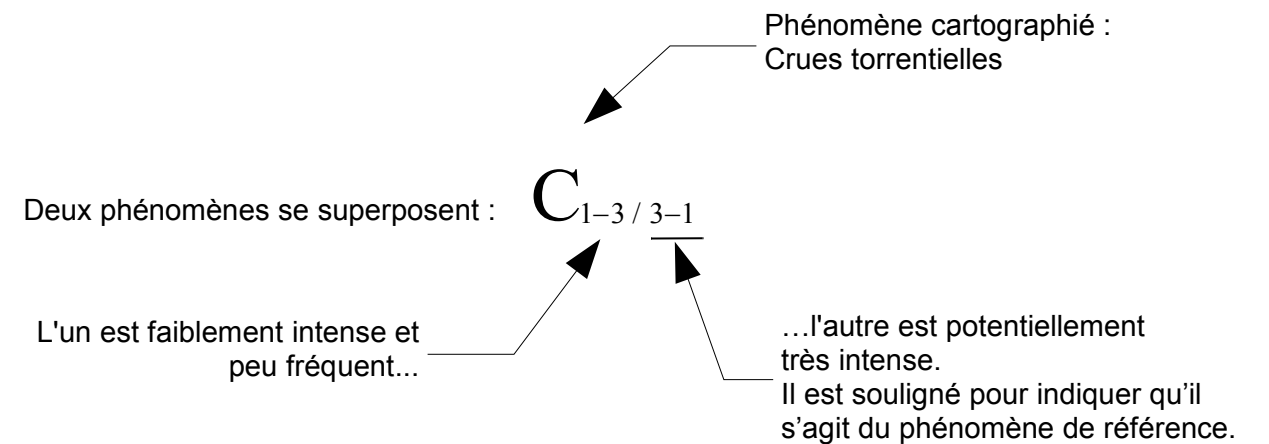 Phénomène cartographié :
Crues torrentielles
Deux phénomènes se superposent : C1–3 / 3–1
L'un est faiblement intense et
peu fréquent...
…l'autre est potentiellement
très intense.
Il est souligné pour indiquer qu’il
s’agit du phénomène de référence.